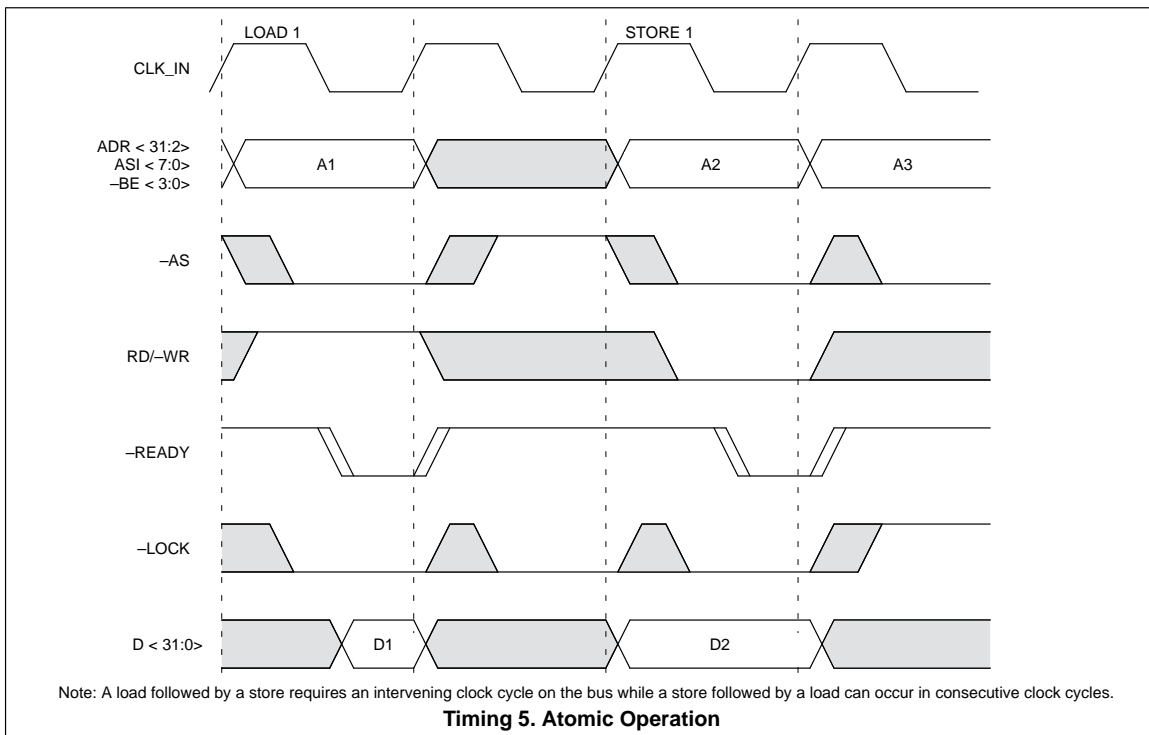 LOAD 1
STORE 1
CLK_IN
ADR < 31:2>
ASI < 7:0>
–BE < 3:0>
A1
A2
A3
–AS
RD/–WR
–READY
–LOCK
D < 31:0>
D1
D2
Note: A load followed by a store requires an intervening clock cycle on the bus while a store followed by a load can occur in consecutive clock cycles.
Timing 5. Atomic Operation